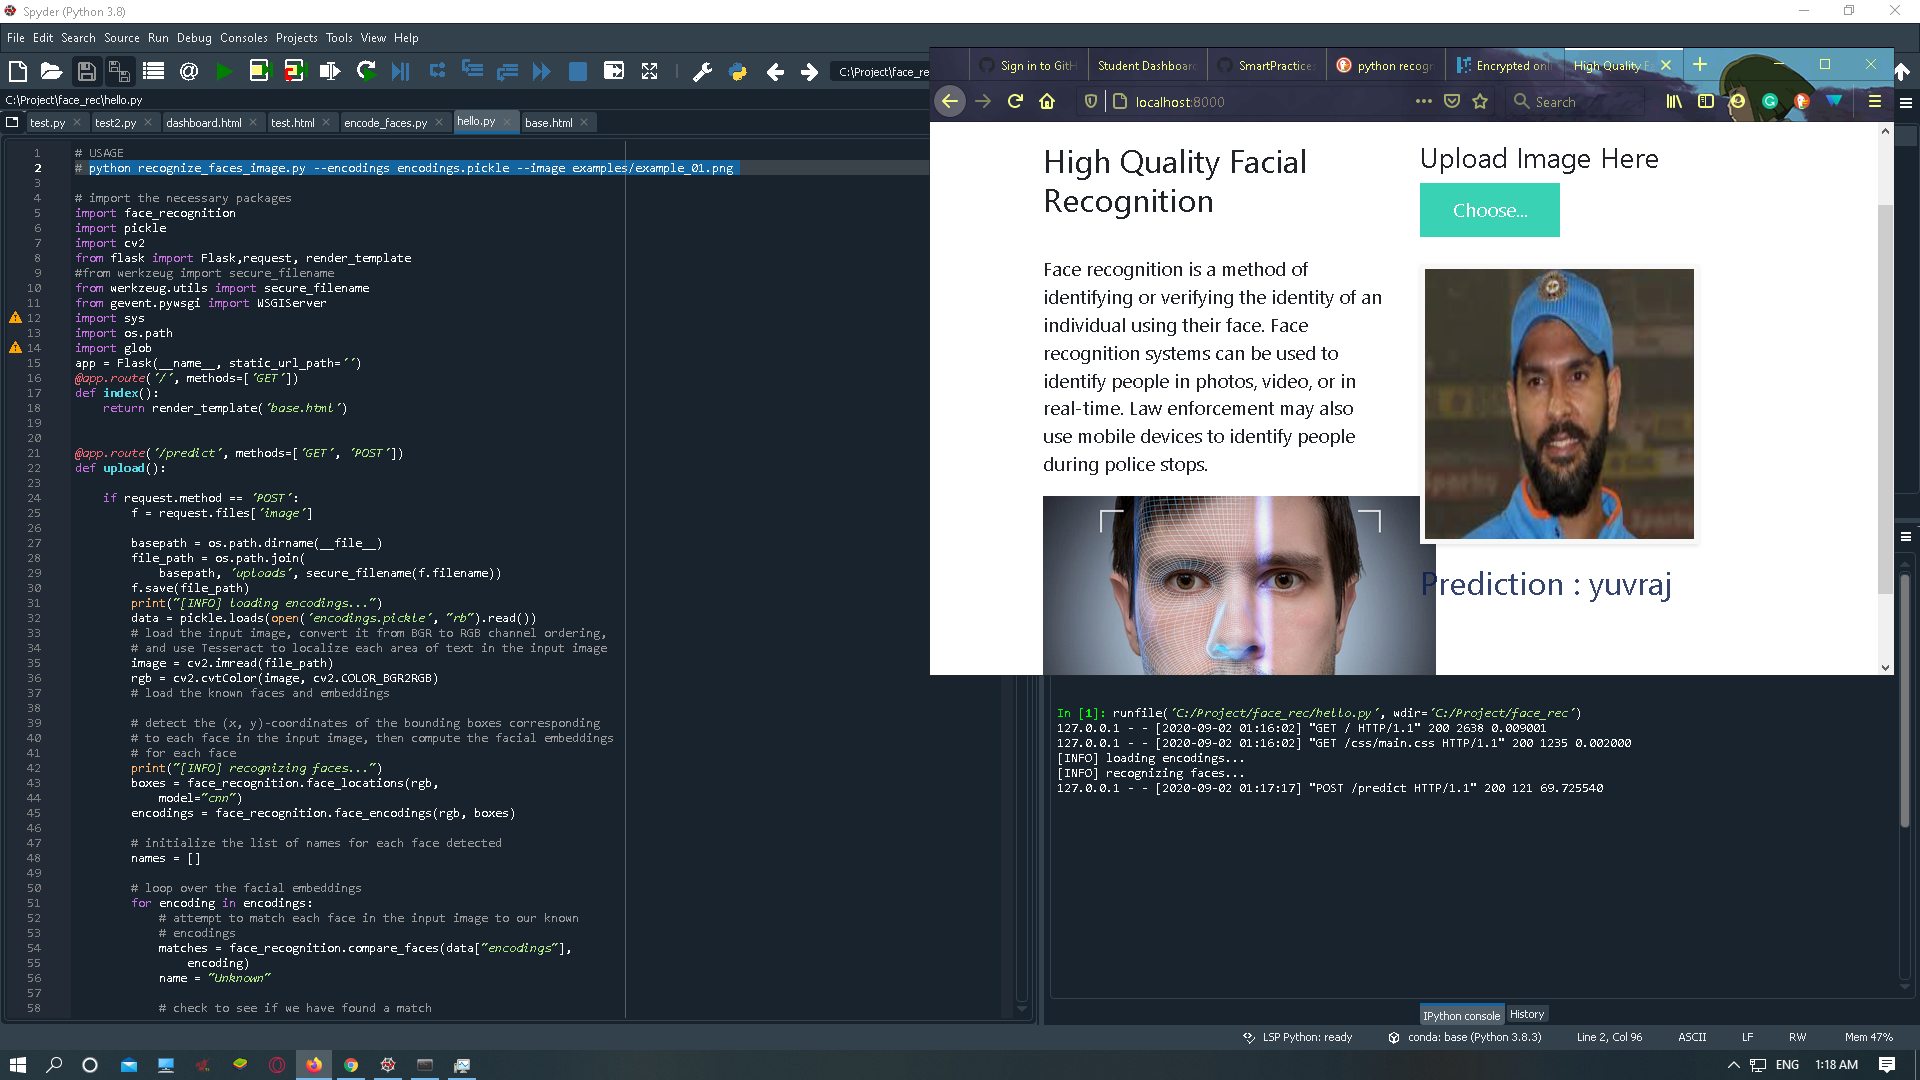 Spyder (Python 3.8)
File Edit Search Source Run Debug Consoles Projects Tools View Help
C:\Project\face_re
C:\Project\face_rec\hello.py
test.py test2.py dashboard.html test.html encode_faces.py hello.py base.html
1 # USAGE
2 # python recognize_faces_image.py --encodings encodings.pickle --image examples/example_01.png
3
4 # import the necessary packages
5 import face_recognition
6 import pickle
7 import cv2
8 from flask import Flask,request, render_template
9 #from werkzeug import secure_filename
10 from werkzeug.utils import secure_filename
11 from gevent.pywsgi import WSGIServer
12 import sys
13 import os.path
14 import glob
15 app = Flask(__name__, static_url_path='')
16 @app.route('/', methods=['GET'])
17 def index():
18 return render_template('base.html')
19
20
21 @app.route('/predict', methods=['GET', 'POST'])
22 def upload():
23
24 if request.method == 'POST':
25 f = request.files['image']
26
27 basepath = os.path.dirname(__file__)
28 file_path = os.path.join(
29 basepath, 'uploads', secure_filename(f.filename))
30 f.save(file_path)
31 print("[INFO] loading encodings...")
32 data = pickle.loads(open('encodings.pickle', "rb").read())
33 # load the input image, convert it from BGR to RGB channel ordering,
34 # and use Tesseract to localize each area of text in the input image
35 image = cv2.imread(file_path)
36 rgb = cv2.cvtColor(image, cv2.COLOR_BGR2RGB)
37 # load the known faces and embeddings
38
39 # detect the (x, y)-coordinates of the bounding boxes corresponding
40 # to each face in the input image, then compute the facial embeddings
41 # for each face
42 print("[INFO] recognizing faces...")
43 boxes = face_recognition.face_locations(rgb,
44 model="cnn")
45 encodings = face_recognition.face_encodings(rgb, boxes)
46
47 # initialize the list of names for each face detected
48 names = []
49
50 # loop over the facial embeddings
51 for encoding in encodings:
52 # attempt to match each face in the input image to our known
53 # encodings
54 matches = face_recognition.compare_faces(data["encodings"],
55 encoding)
56 name = "Unknown"
57
58 # check to see if we have found a match
Sign in to GitH Student Dashboar SmartPractice python recogn Encrypted onl High Quality F
localhost:8000
Search
High Quality Facial
Recognition
Face recognition is a method of
identifying or verifying the identity of an
individual using their face. Face
recognition systems can be used to
identify people in photos, video, or in
real-time. Law enforcement may also
use mobile devices to identify people
during police stops.
Upload Image Here
Choose...
Prediction : yuvraj
In [1]: runfile('C:/Project/face_rec/hello.py', wdir='C:/Project/face_rec')
127.0.0.1 - - [2020-09-02 01:16:02] "GET / HTTP/1.1" 200 2638 0.009001
127.0.0.1 - - [2020-09-02 01:16:02] "GET /css/main.css HTTP/1.1" 200 1235 0.002000
[INFO] loading encodings...
[INFO] recognizing faces...
127.0.0.1 - - [2020-09-02 01:17:17] "POST /predict HTTP/1.1" 200 121 69.725540
IPython console History
LSP Python: ready conda: base (Python 3.8.3) Line 2, Col 96 ASCII LF RW Mem 47%
ENG 1:18 AM